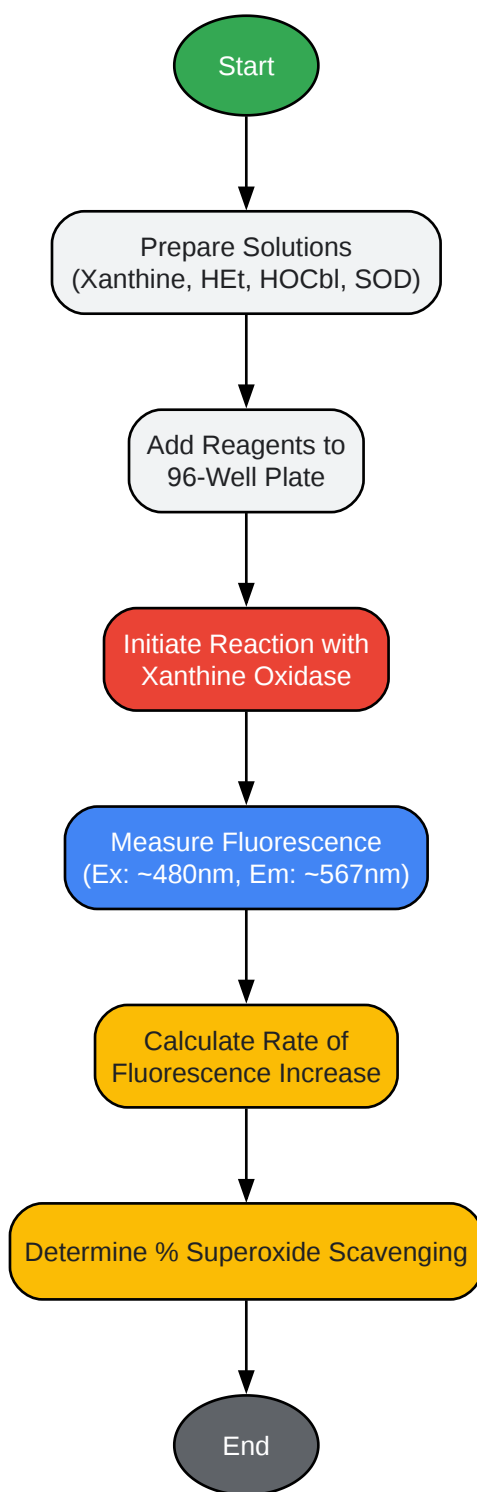 Start
Prepare Solutions
(Xanthine, HEt, HOCbl, SOD)
Add Reagents to
96-Well Plate
Initiate Reaction with
Xanthine Oxidase
Measure Fluorescence
(Ex: ~480nm, Em: ~567nm)
Calculate Rate of
Fluorescence Increase
Determine % Superoxide Scavenging
End